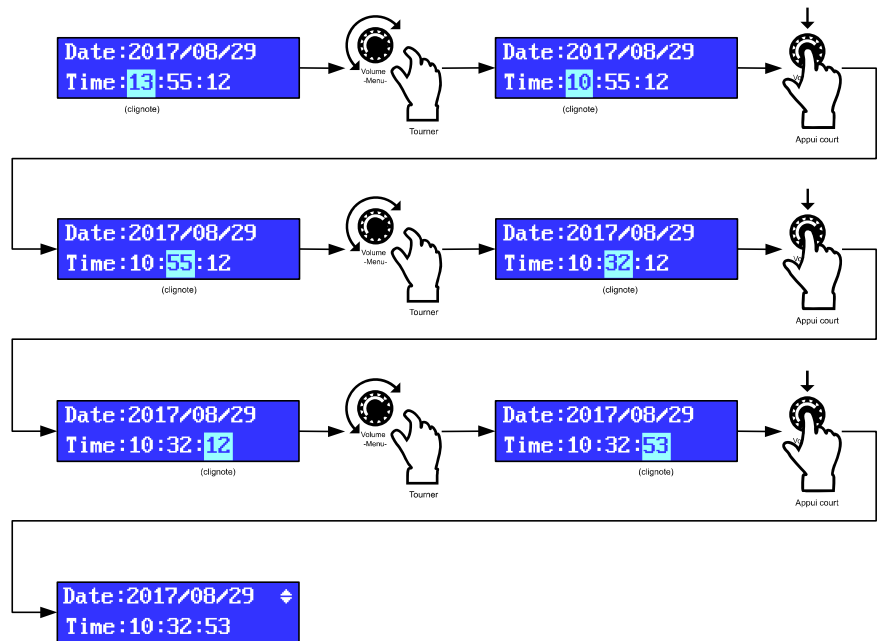 Date:2017/08/29
Time:13:55:12
(clignote)
Volume
-Menu-
Tourner
Date:2017/08/29
Time:10:55:12
(clignote)
Appui court
Date:2017/08/29
Time:10:55:12
(clignote)
Volume
-Menu-
Tourner
Date:2017/08/29
Time:10:32:12
(clignote)
Appui court
Date:2017/08/29
Time:10:32:12
(clignote)
Volume
-Menu-
Tourner
Date:2017/08/29
Time:10:32:53
(clignote)
Appui court
Date:2017/08/29
Time:10:32:53